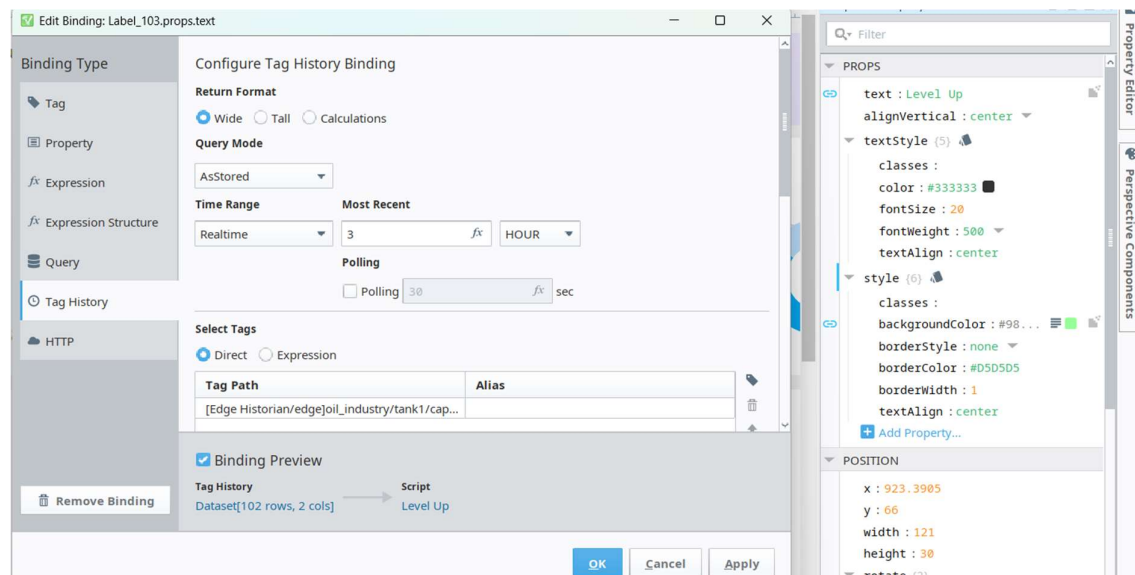 Edit Binding: Label_103.props.text
Binding Type
Tag
Property
fx Expression
fx Expression Structure
Query
Tag History
HTTP
Remove Binding
Configure Tag History Binding
Return Format
Wide Tall Calculations
Query Mode
AsStored
Time Range Most Recent
Realtime 3 fx HOUR
Polling
Polling 30 fx sec
Select Tags
Direct Expression
Tag Path Alias
[Edge Historian/edge]oil_industry/tank1/cap...
Binding Preview
Tag History Script
Dataset[102 rows, 2 cols] Level Up
OK Cancel Apply
Filter
PROPS
text : Level Up
alignVertical : center
textStyle {5}
classes :
color : #333333
fontSize : 20
fontWeight : 500
textAlign : center
style {6}
classes :
backgroundColor : #98...
borderStyle : none
borderColor : #D5D5D5
borderWidth : 1
textAlign : center
Add Property...
POSITION
x : 923.3905
y : 66
width : 121
height : 30
Property Editor
Perspective Components